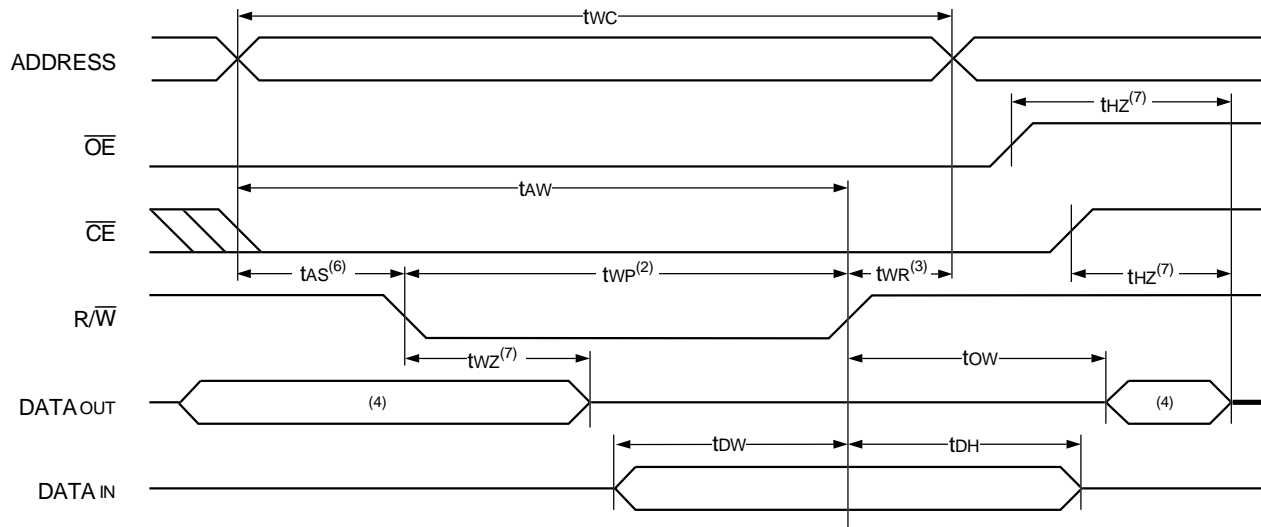 tWC
ADDRESS
tHZ(7)
OE
tAW
CE
tAS(6) tWP(2) tWR(3) tHZ(7)
R/W
tWZ(7) tOW
DATA OUT (4) (4)
tDW tDH
DATA IN